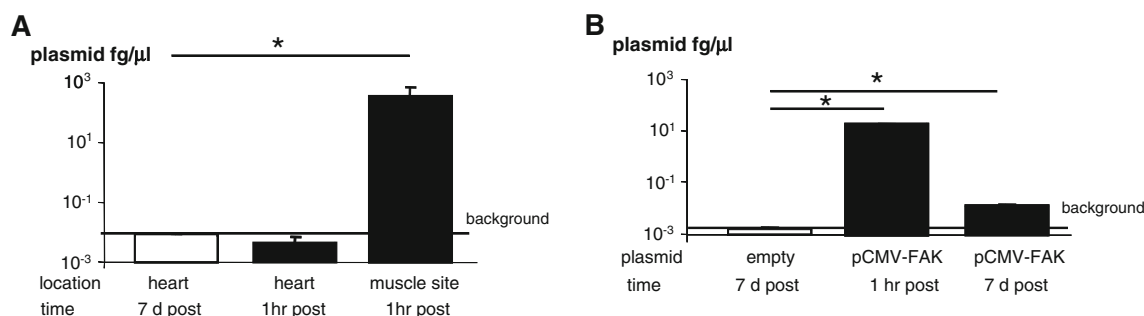 A
plasmid fg/µl
*
10³
10¹
10⁻¹
10⁻³
background
location heart heart muscle site
time 7 d post 1hr post 1hr post
B
plasmid fg/µl
*
*
10³
10¹
10⁻¹
10⁻³
background
plasmid empty pCMV-FAK pCMV-FAK
time 7 d post 1 hr post 7 d post